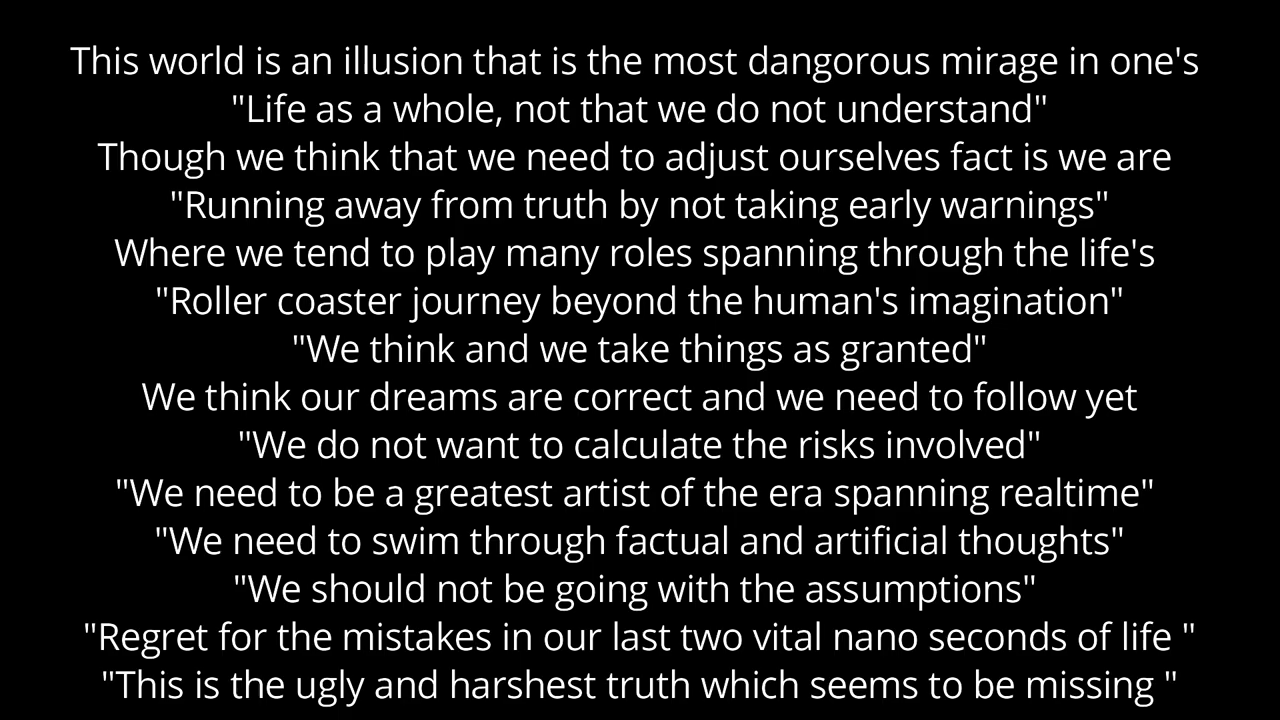 This world is an illusion that is the most dangorous mirage in one's
"Life as a whole, not that we do not understand"
Though we think that we need to adjust ourselves fact is we are
"Running away from truth by not taking early warnings"
Where we tend to play many roles spanning through the life's
"Roller coaster journey beyond the human's imagination"
"We think and we take things as granted"
We think our dreams are correct and we need to follow yet
"We do not want to calculate the risks involved"
"We need to be a greatest artist of the era spanning realtime"
"We need to swim through factual and artificial thoughts"
"We should not be going with the assumptions"
"Regret for the mistakes in our last two vital nano seconds of life "
"This is the ugly and harshest truth which seems to be missing "